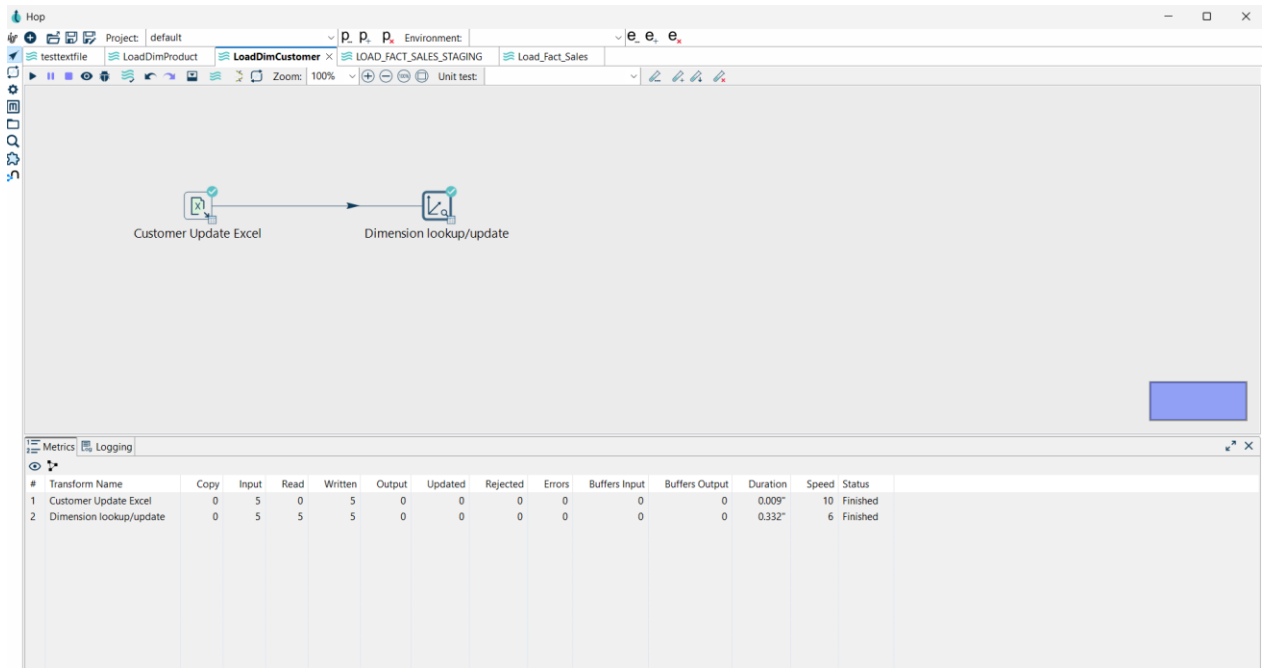 Hop
Project: default Environment:
testtextfile LoadDimProduct LoadDimCustomer LOAD_FACT_SALES_STAGING Load_Fact_Sales
Zoom: 100% Unit test:
Customer Update Excel Dimension lookup/update
Metrics Logging
# Transform Name Copy Input Read Written Output Updated Rejected Errors Buffers Input Buffers Output Duration Speed Status
1 Customer Update Excel 0 5 0 5 0 0 0 0 0 0 0.009" 10 Finished
2 Dimension lookup/update 0 5 5 5 0 0 0 0 0 0 0.332" 6 Finished